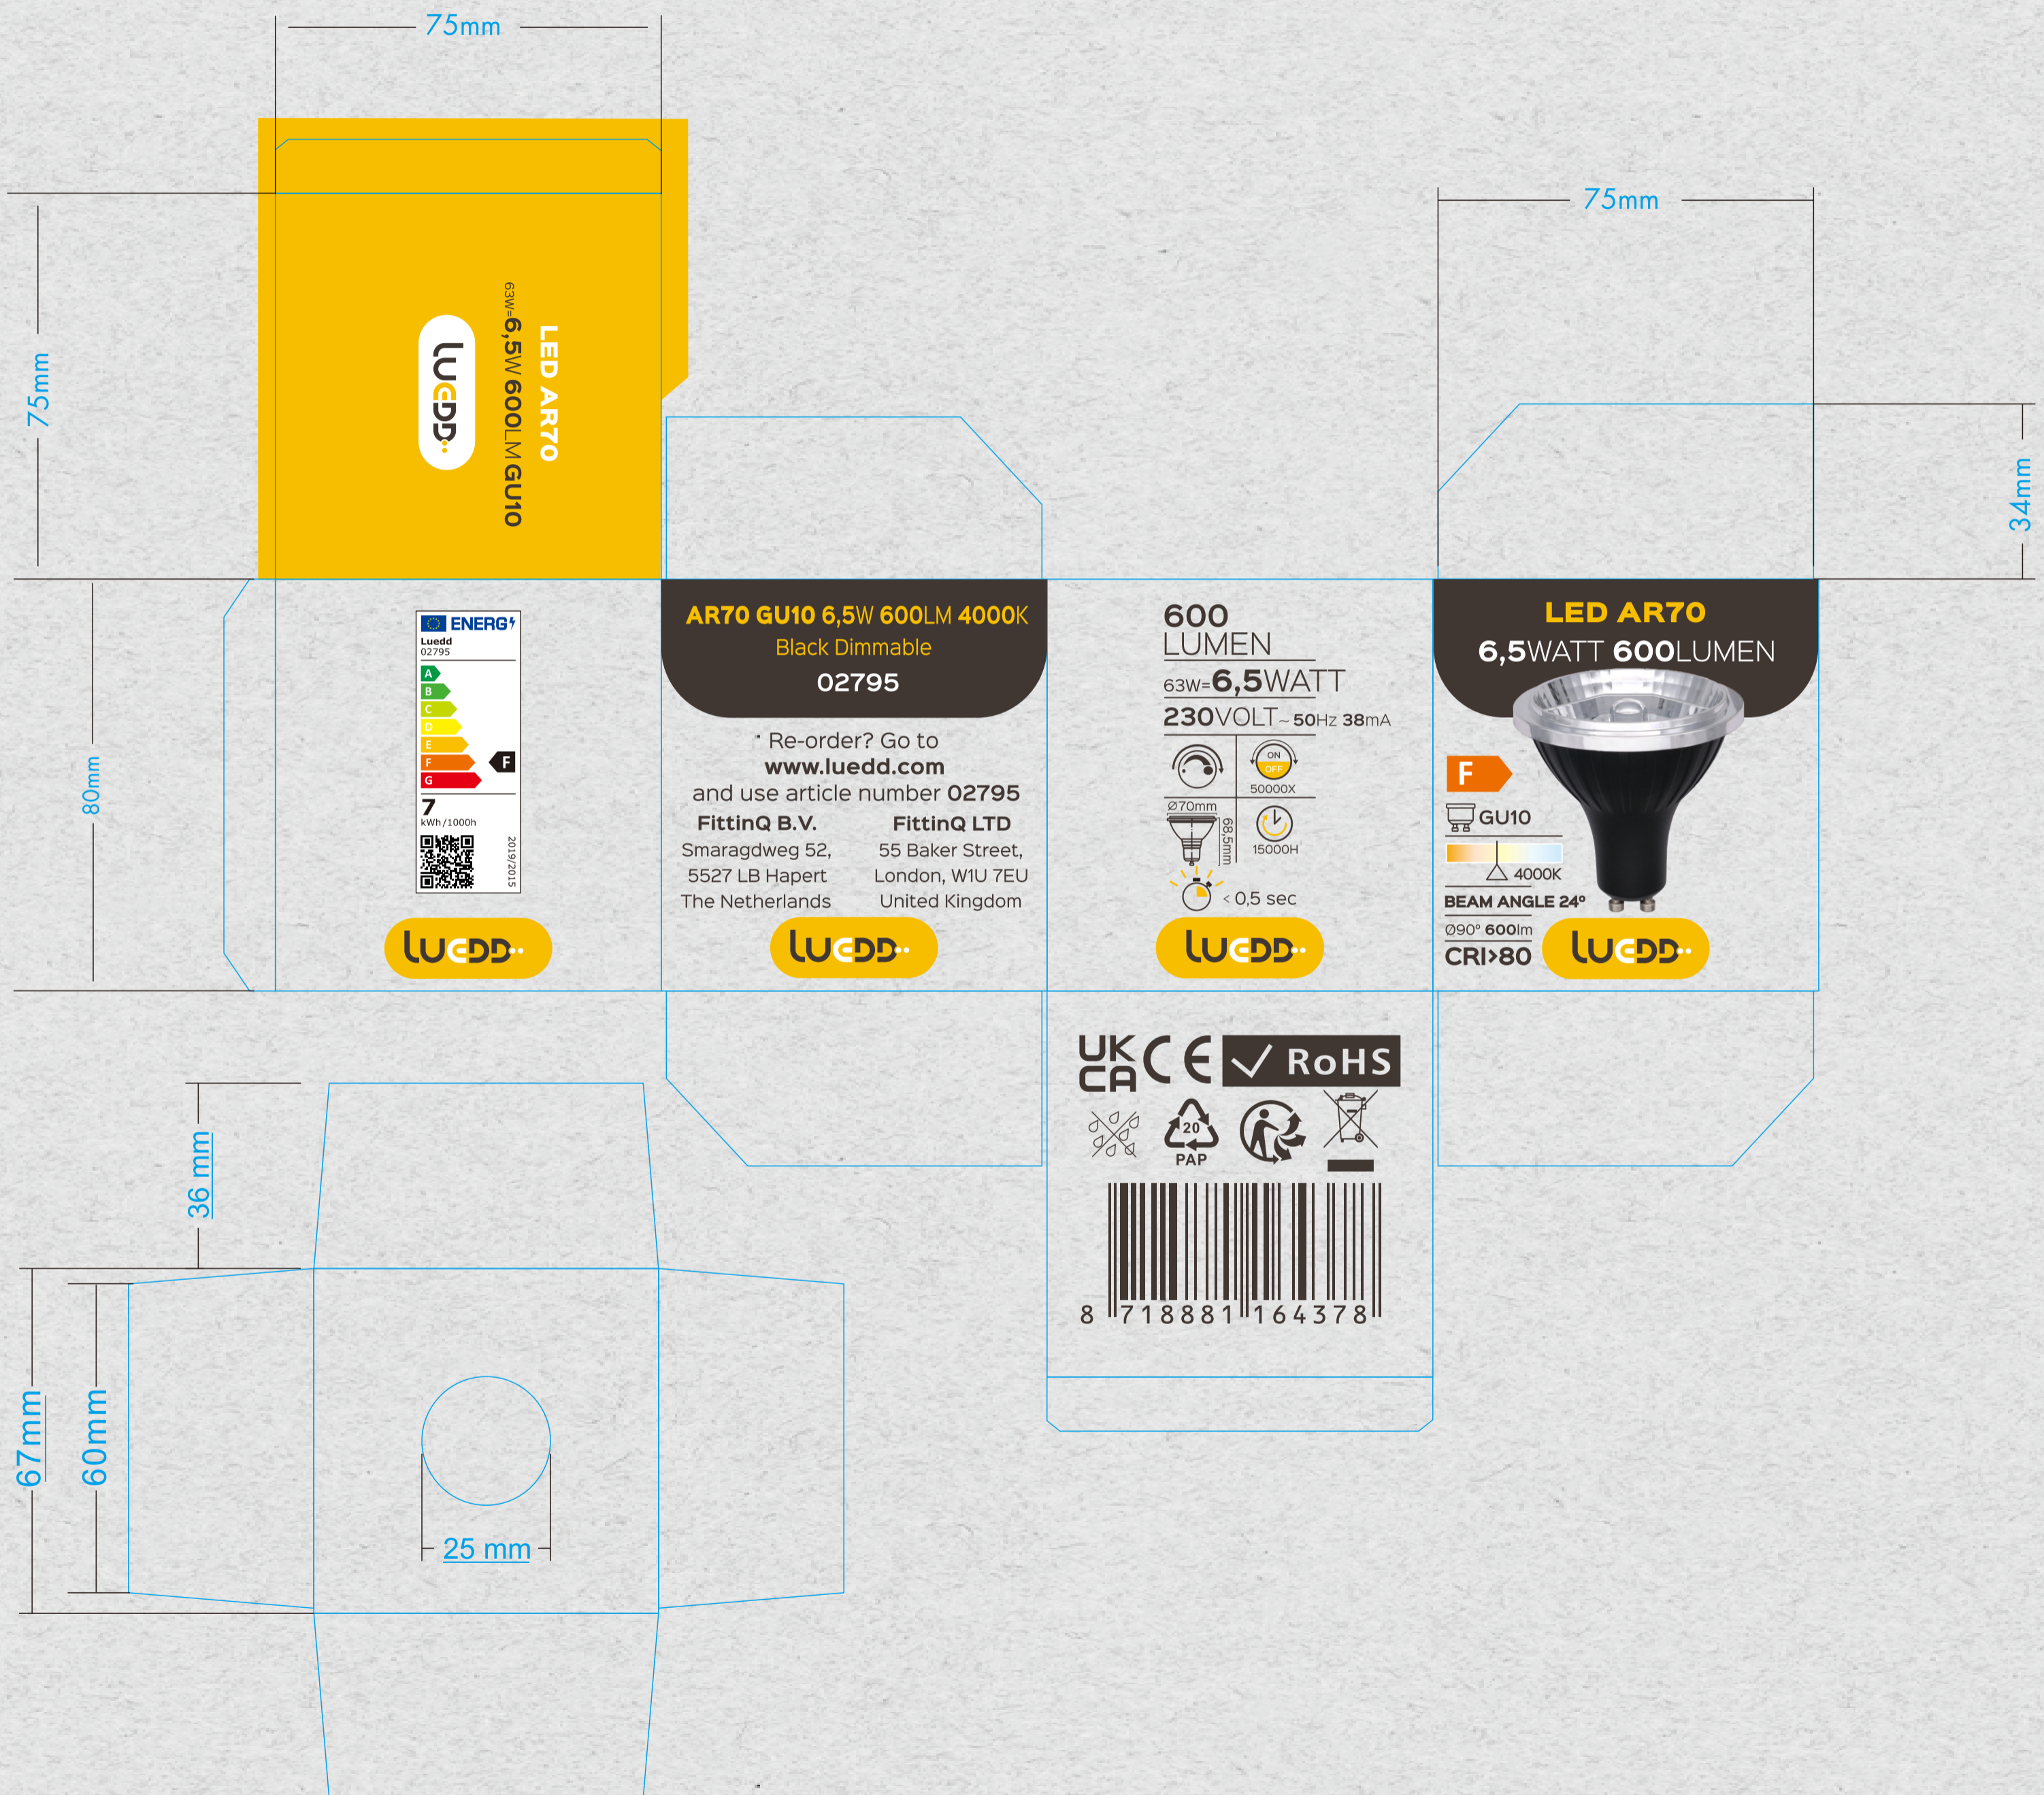 75mm
75mm
75mm
34mm
LED AR70
63W=6,5W 600LM GU10
LUEDD
80mm
ENERG
Luedd
02795
A
B
C
D
E
F
F
G
7
kWh/1000h
2019/2015
LUEDD
AR70 GU10 6,5W 600LM 4000K
Black Dimmable
02795
Re-order? Go to
www.luedd.com
and use article number 02795
FittinQ B.V.
Smaragdweg 52,
5527 LB Hapert
The Netherlands
FittinQ LTD
55 Baker Street,
London, W1U 7EU
United Kingdom
LUEDD
600
LUMEN
63W=6,5WATT
230VOLT~ 50Hz 38mA
ON
OFF
50000X
Ø70mm
68,5mm
15000H
< 0,5 sec
LUEDD
LED AR70
6,5WATT 600LUMEN
F
GU10
4000K
BEAM ANGLE 24°
Ø90° 600lm
CRI>80
LUEDD
UK
CA
CE
RoHS
20
PAP
8 718881 164378
36 mm
67mm
60mm
25 mm